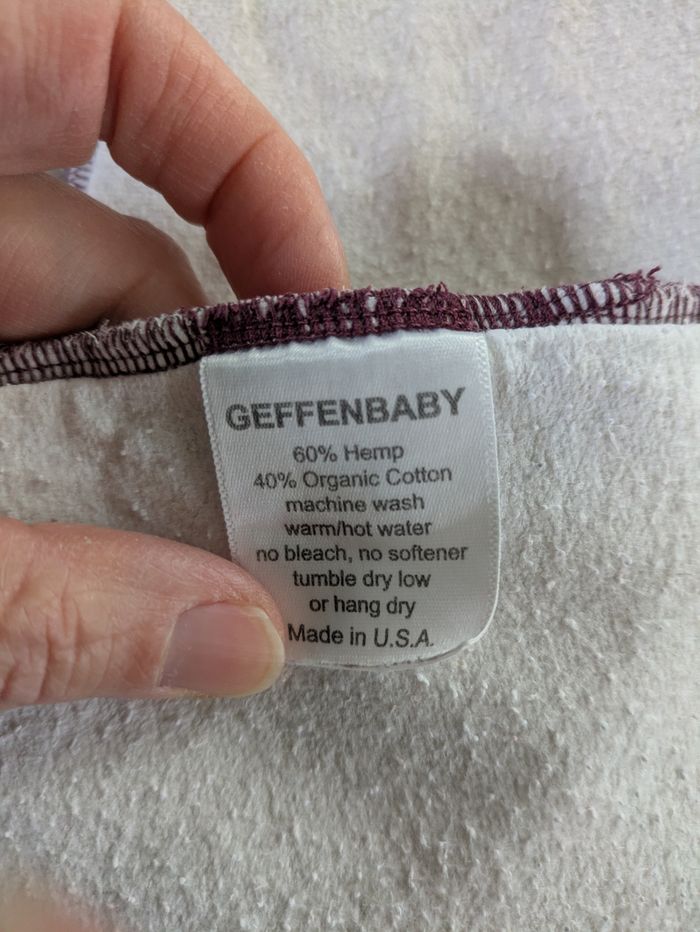 GEFFENBABY
60% Hemp
40% Organic Cotton
machine wash
warm/hot water
no bleach, no softener
tumble dry low
or hang dry
Made in U.S.A.